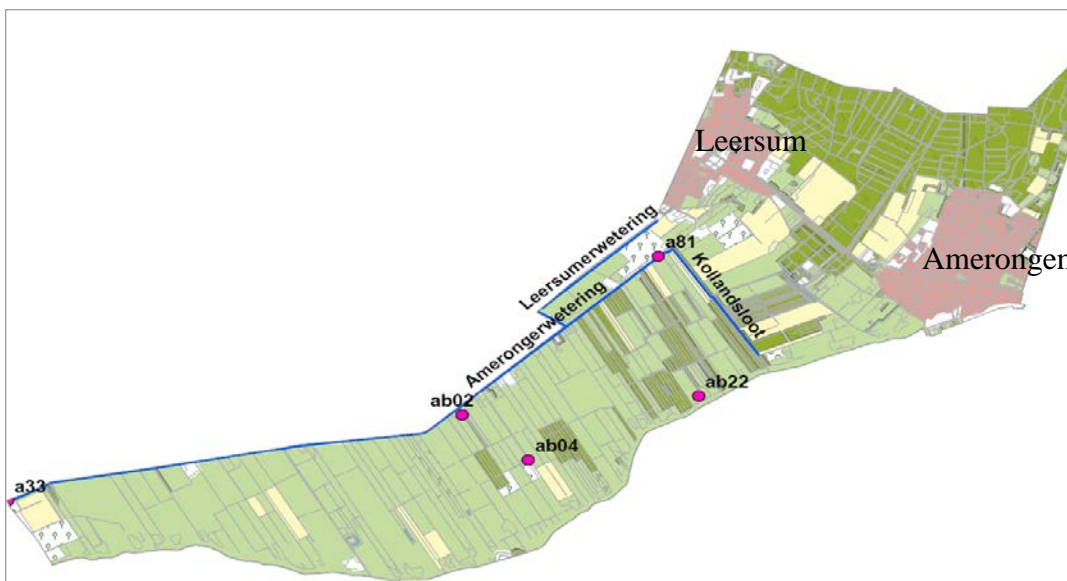 Leersum
Leersumerwetering
a81
Amerongen
Kollandsloot
Amerongerwetering
ab22
ab02
ab04
a33